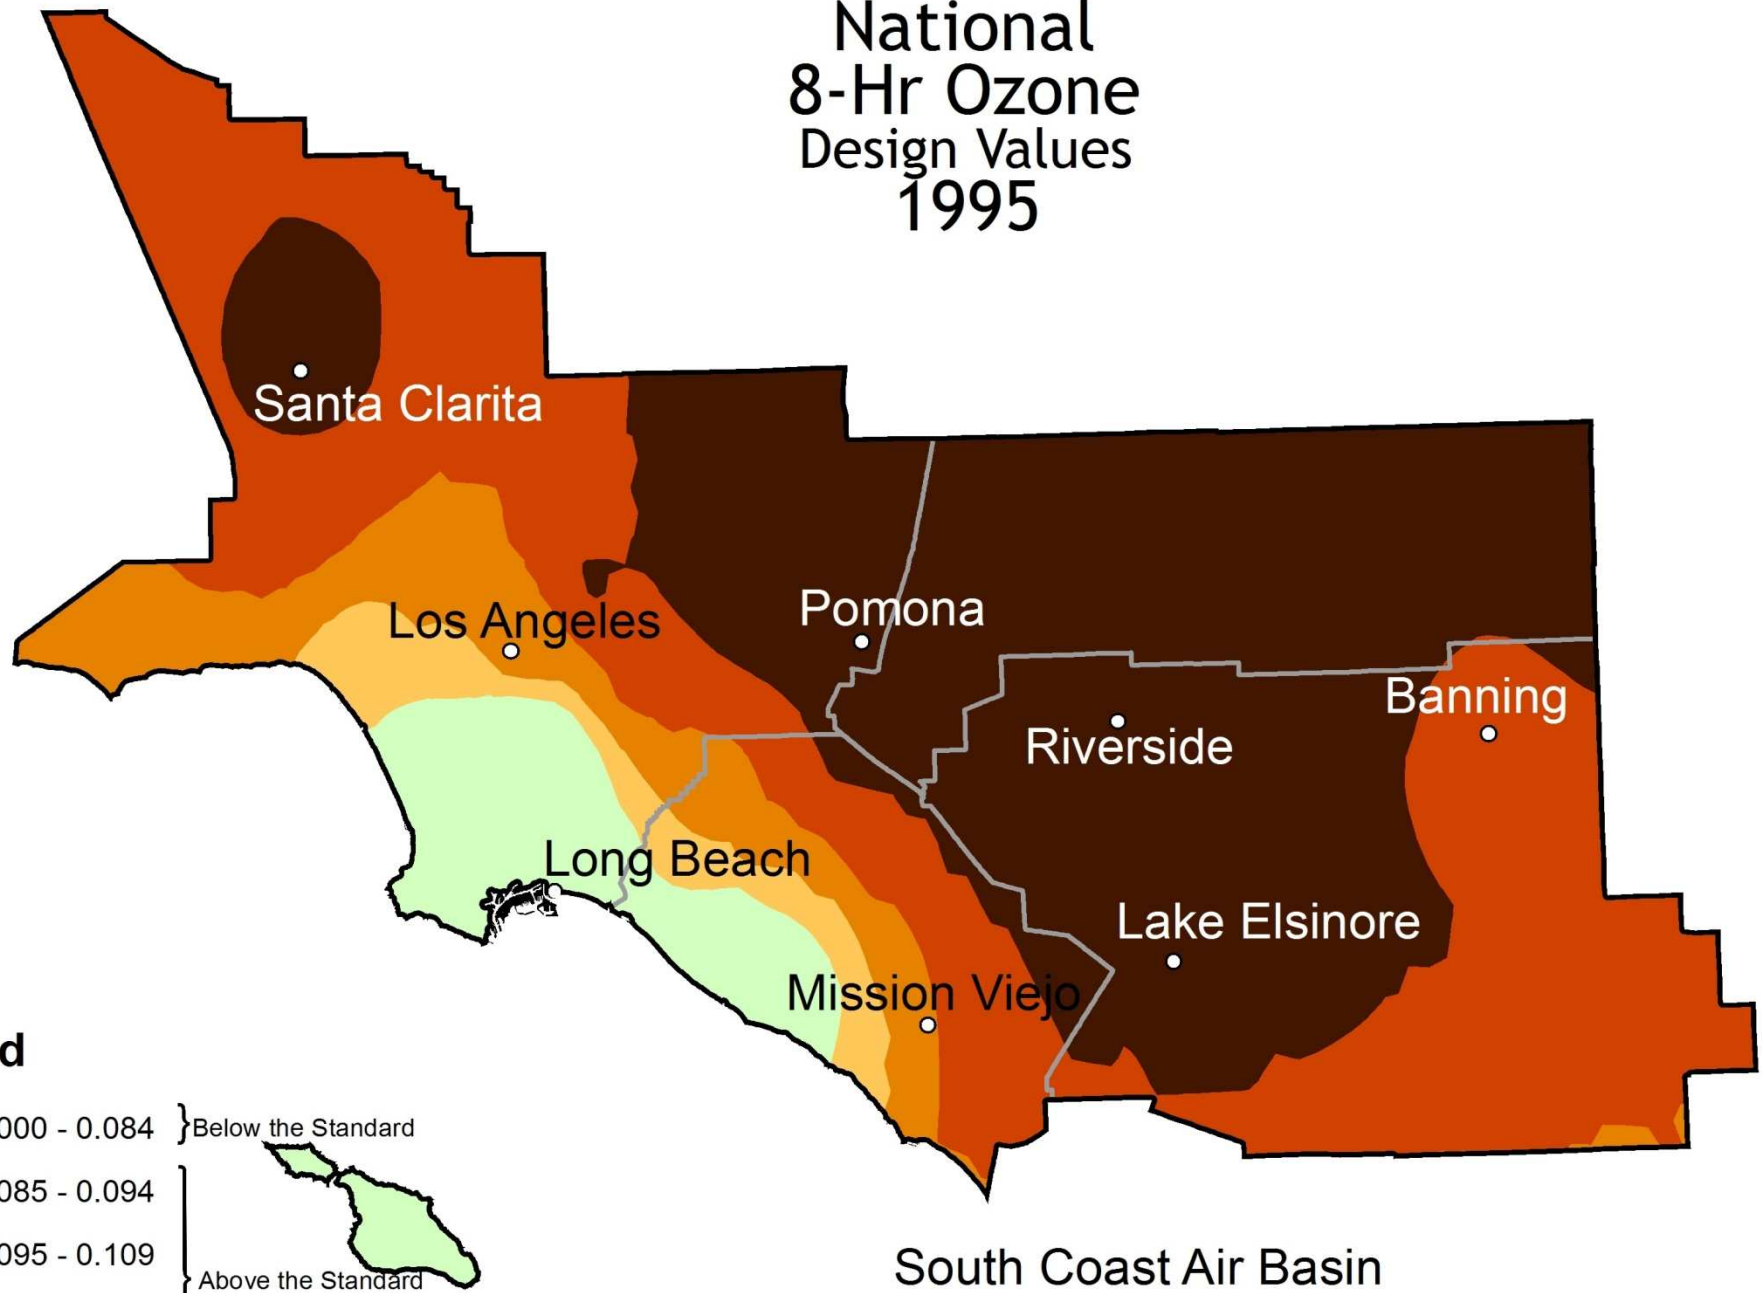 National
8-Hr Ozone
Design Values
1995
Santa Clarita
Los Angeles
Pomona
Banning
Riverside
Long Beach
Lake Elsinore
Mission Viejo
d
000 - 0.084 } Below the Standard
085 - 0.094
095 - 0.109
Above the Standard
South Coast Air Basin